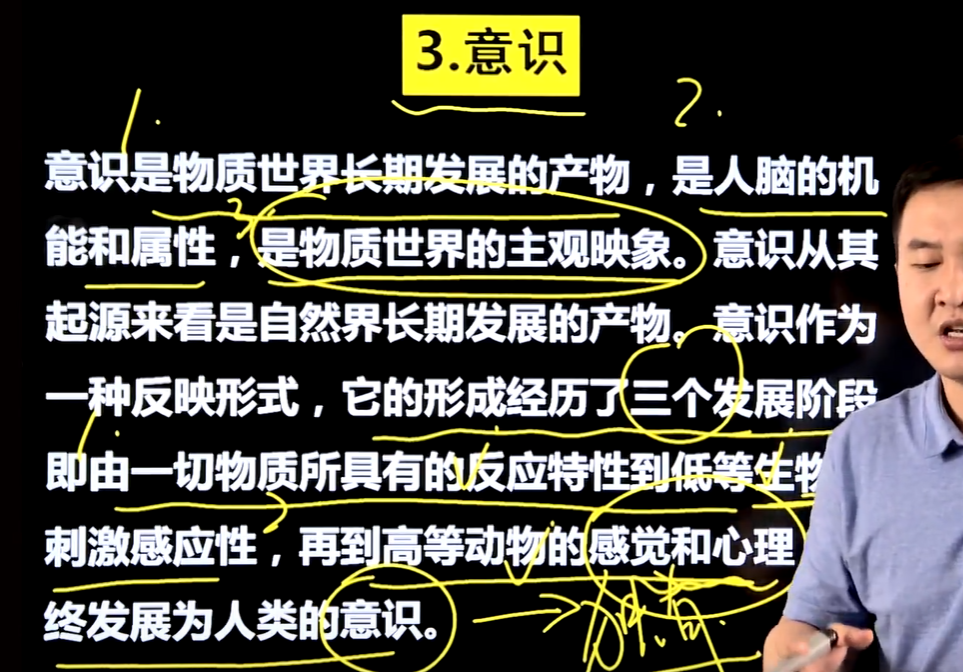 3.意识
1. 2.
意识是物质世界长期发展的产物，是人脑的机
能和属性，是物质世界的主观映象。意识从其
起源来看是自然界长期发展的产物。意识作为
一种反映形式，它的形成经历了三个发展阶段
即由一切物质所具有的反应特性到低等生物
刺激感应性，再到高等动物的感觉和心理
终发展为人类的意识。